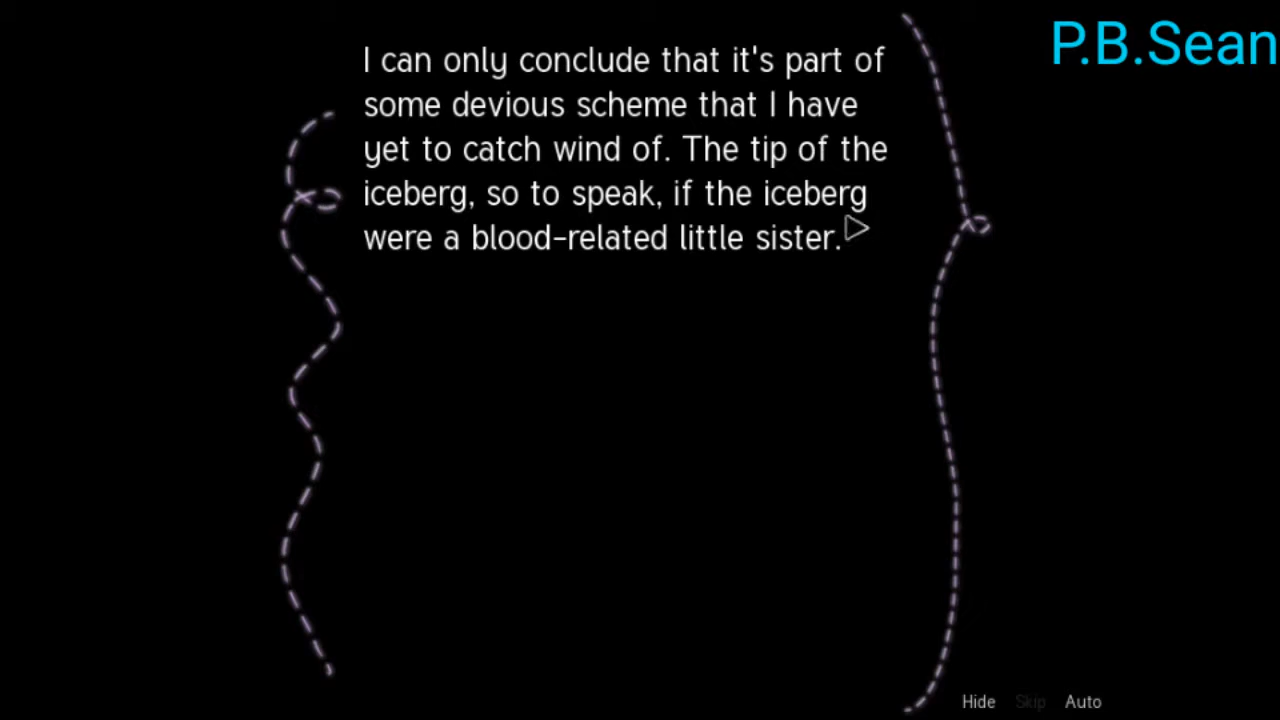 P.B.Sean
I can only conclude that it's part of
some devious scheme that I have
yet to catch wind of. The tip of the
iceberg, so to speak, if the iceberg
were a blood-related little sister.
Hide Skip Auto